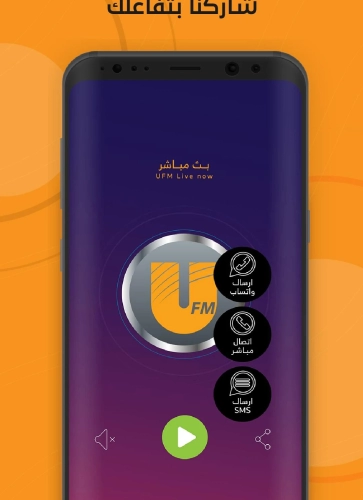 شاركنا بتفاعلك
بث مباشر
UFM Live now
U
FM
ارسال
واتساب
اتصال
مباشر
ارسال
SMS